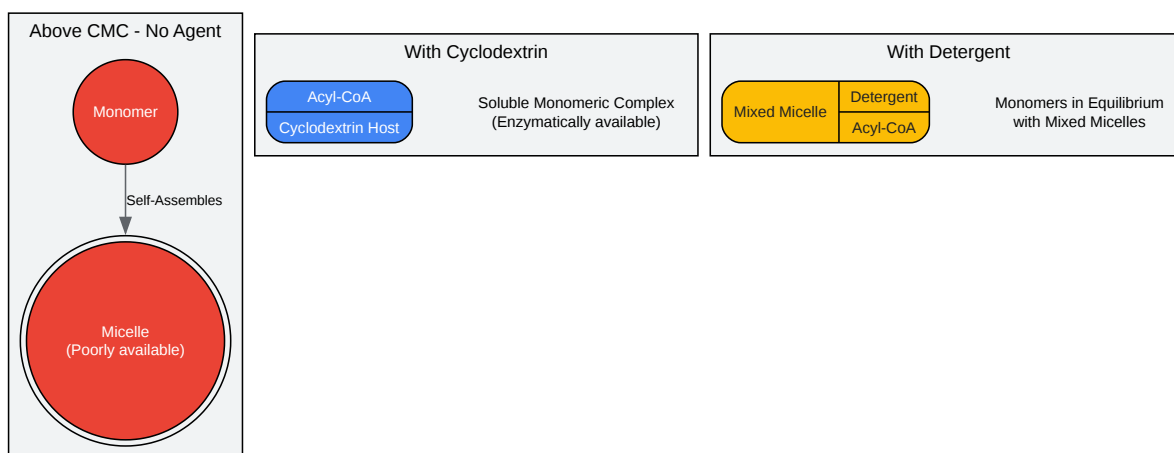 Above CMC - No Agent
Monomer
Self-Assembles
Micelle
(Poorly available)
With Cyclodextrin
Acyl-CoA
Cyclodextrin Host
Soluble Monomeric Complex
(Enzymatically available)
With Detergent
Mixed Micelle
Detergent
Acyl-CoA
Monomers in Equilibrium
with Mixed Micelles